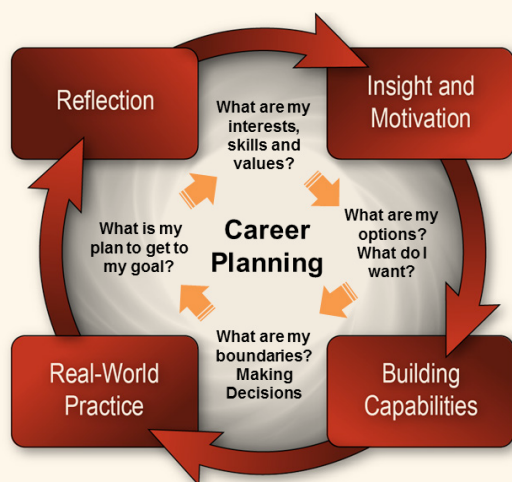 Reflection
Insight and
Motivation
What are my
interests,
skills and
values?
What is my
plan to get to
my goal?
Career
Planning
What are my
options?
What do I
want?
What are my
boundaries?
Making
Decisions
Real-World
Practice
Building
Capabilities